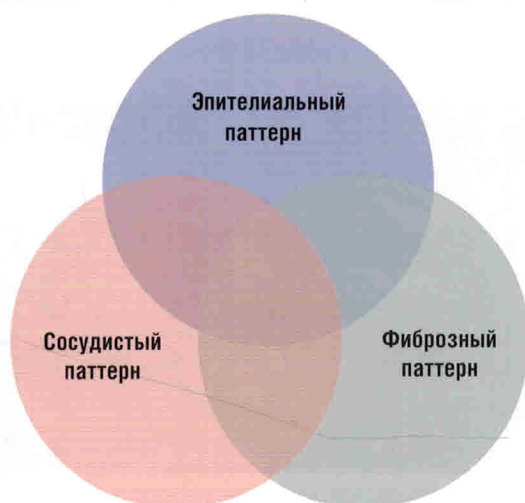 Эпителиальный
паттерн
Сосудистый
паттерн
Фиброзный
паттерн